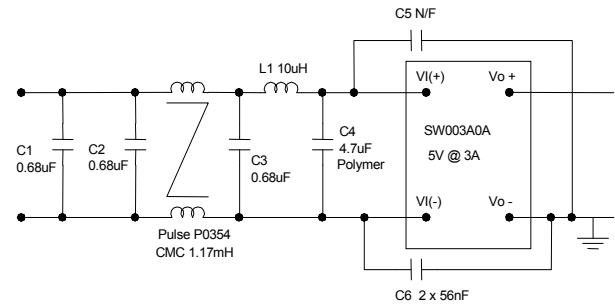 C5 N/F
L1 10uH
VI(+)
Vo +
C1
0.68uF
C2
0.68uF
C3
0.68uF
C4
4.7uF
Polymer
SW003A0A
5V @ 3A
VI(-)
Vo -
Pulse P0354
CMC 1.17mH
C6 2 x 56nF